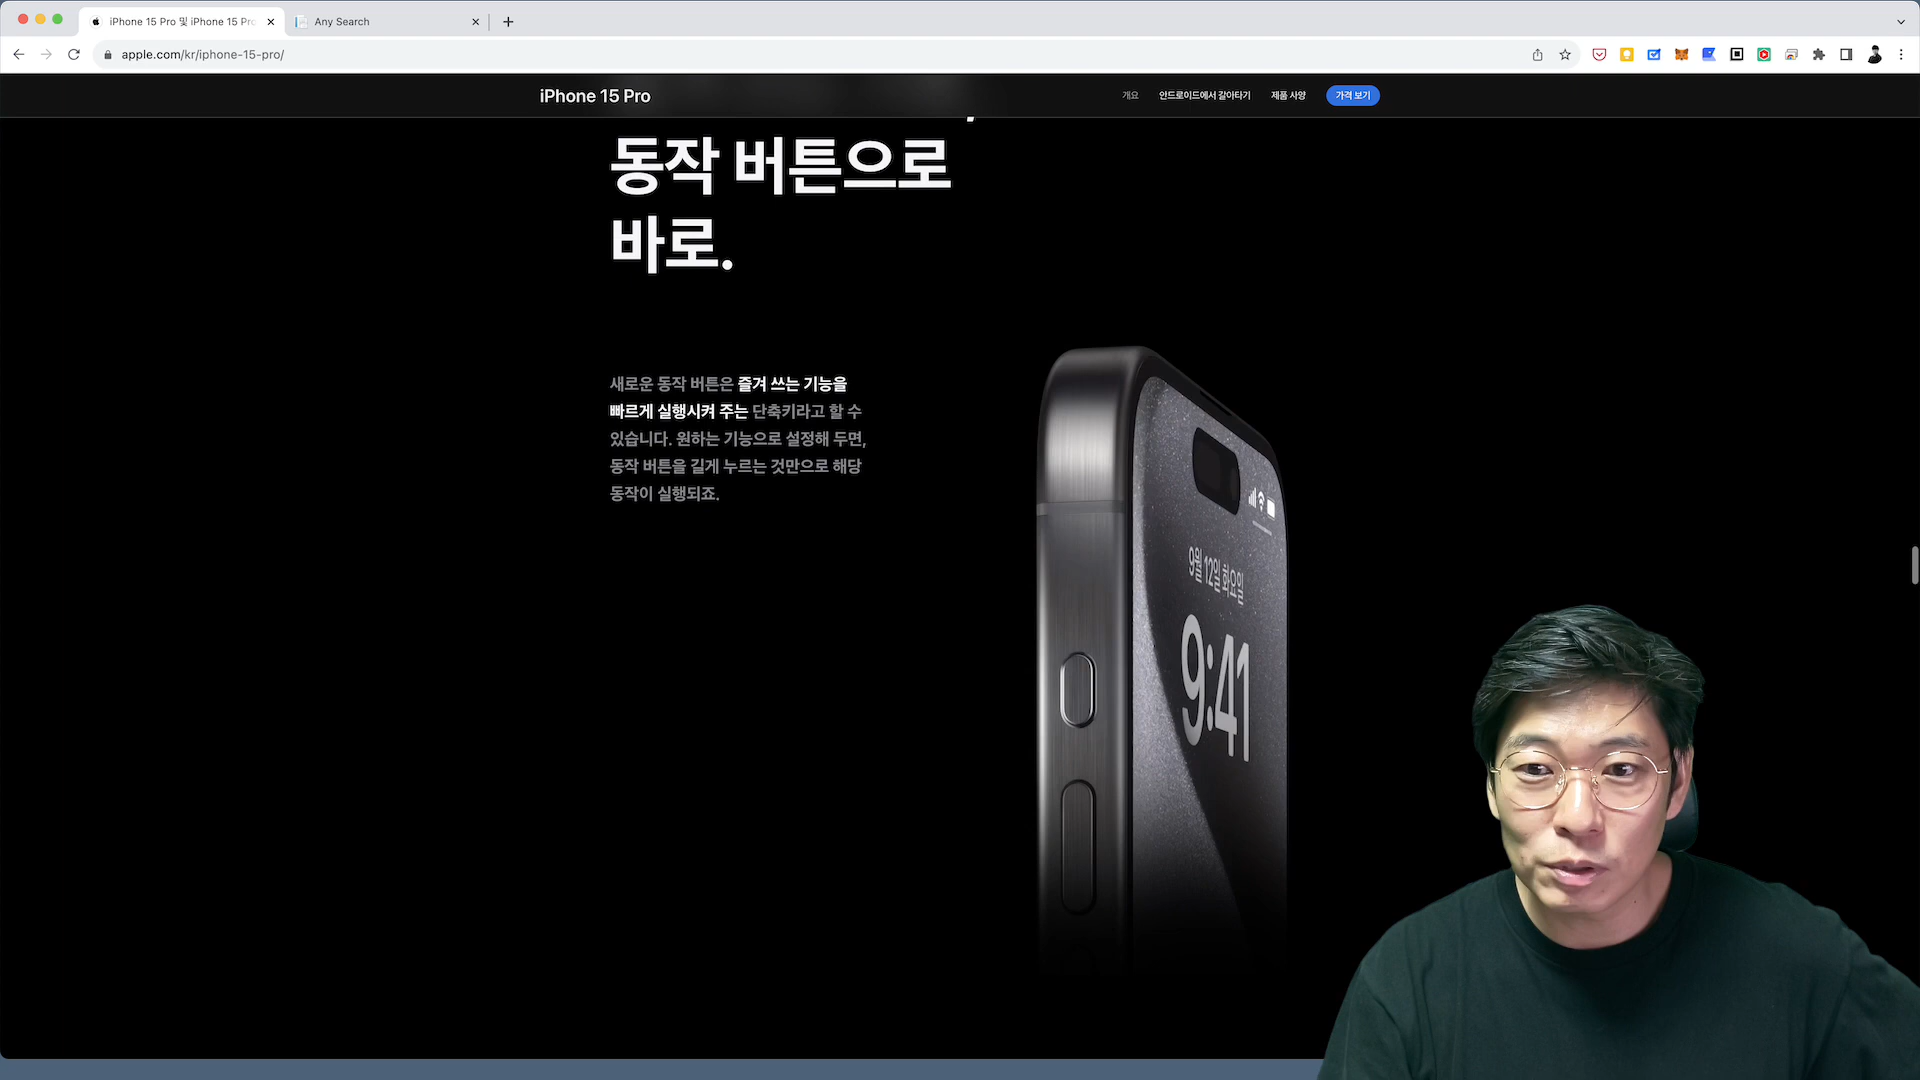 iPhone 15 Pro 및 iPhone 15 Pro
Any Search
apple.com/kr/iphone-15-pro/
iPhone 15 Pro
개요
안드로이드에서 갈아타기
제품 사양
가격 보기
동작 버튼으로
바로.
새로운 동작 버튼은 즐겨 쓰는 기능을
빠르게 실행시켜 주는 단축키라고 할 수
있습니다. 원하는 기능으로 설정해 두면,
동작 버튼을 길게 누르는 것만으로 해당
동작이 실행되죠.
9월 12일 화요일
9:41